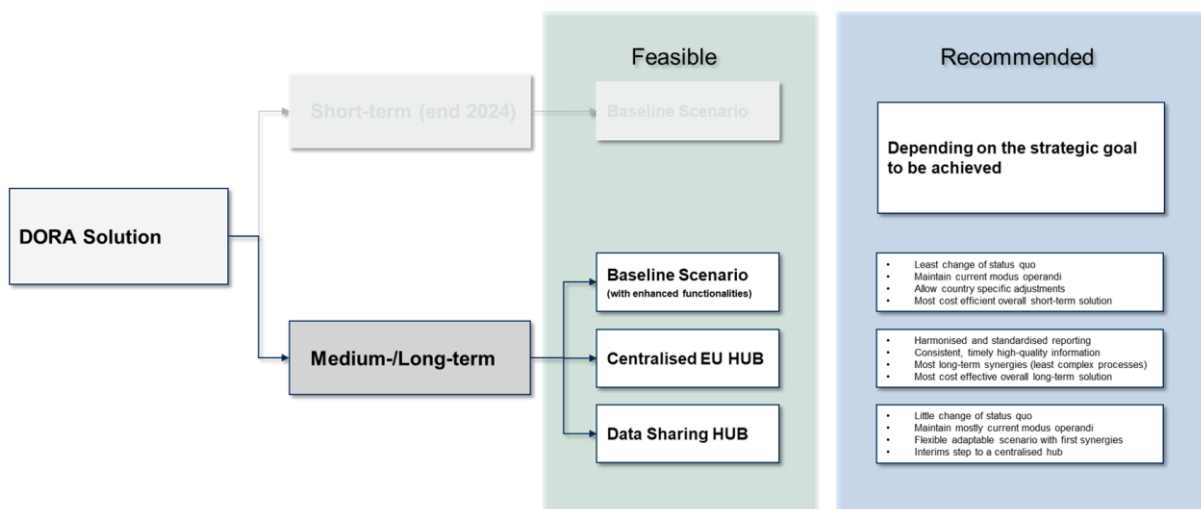 Feasible
Recommended
Short-term (end 2024)
Baseline Scenario
Depending on the strategic goal
to be achieved
DORA Solution
Medium-/Long-term
Baseline Scenario
(with enhanced functionalities)
• Least change of status quo
• Maintain current modus operandi
• Allow country specific adjustments
• Most cost efficient overall short-term solution
Centralised EU HUB
• Harmonised and standardised reporting
• Consistent, timely high-quality information
• Most long-term synergies (least complex processes)
• Most cost effective overall long-term solution
Data Sharing HUB
• Little change of status quo
• Maintain mostly current modus operandi
• Flexible adaptable scenario with first synergies
• Interims step to a centralised hub